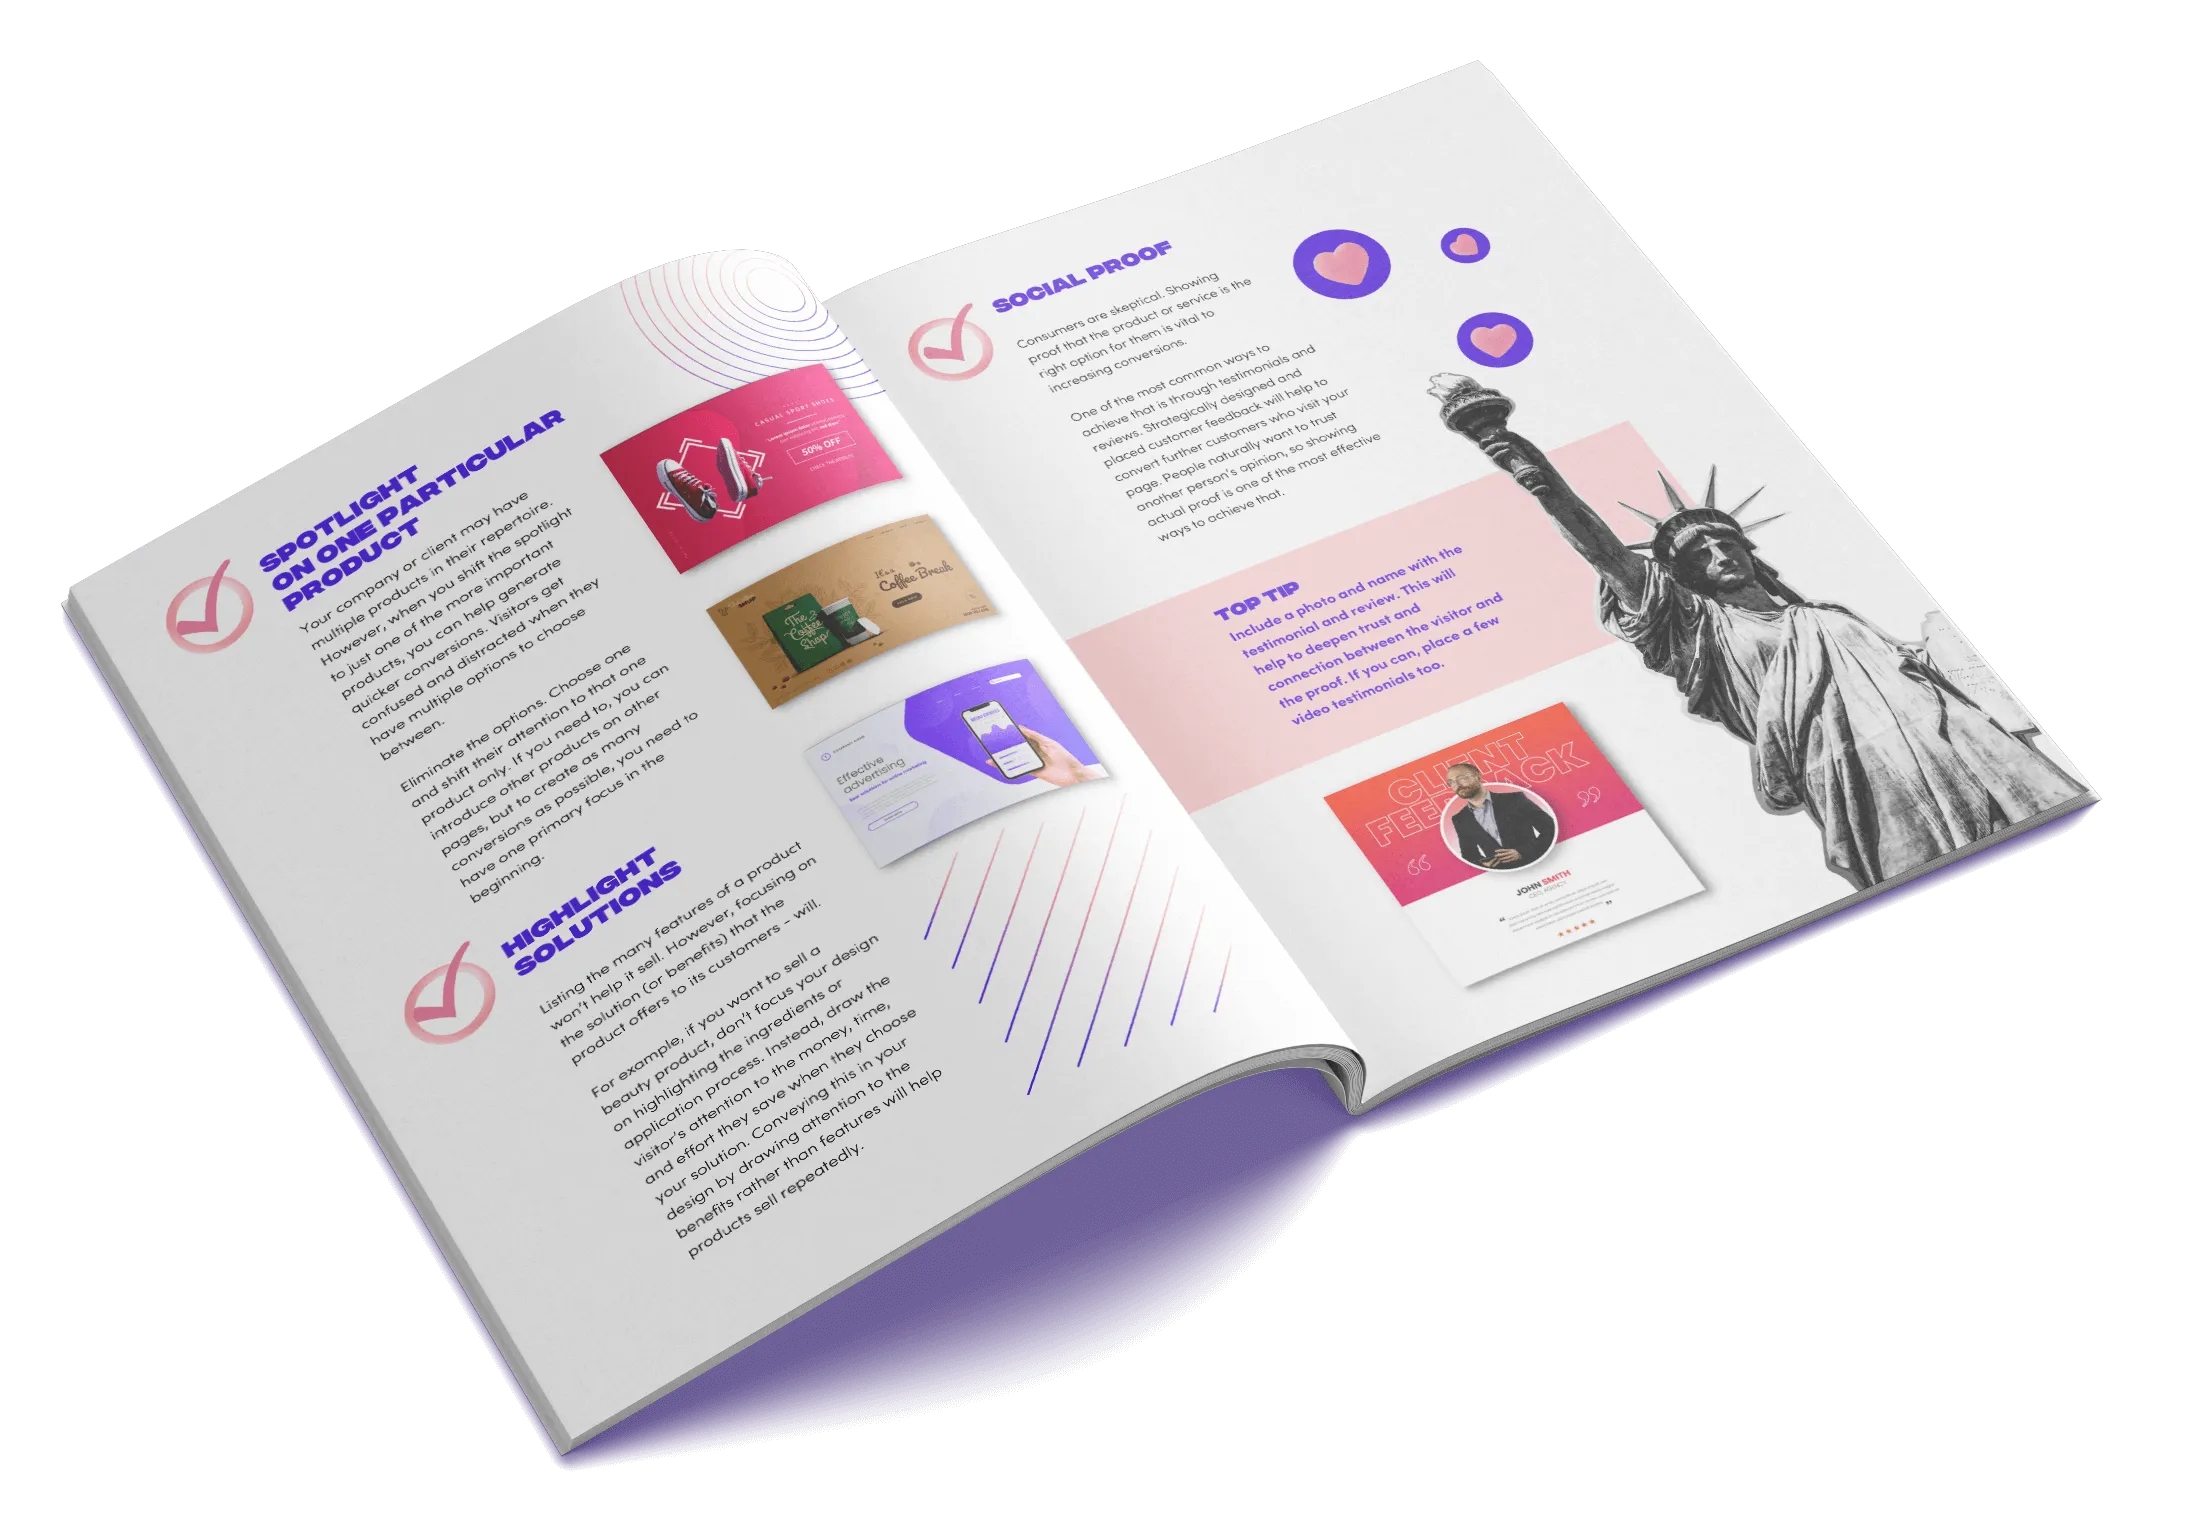 SPOTLIGHT
ON ONE PARTICULAR
PRODUCT
Your company or client may have
multiple products in their repertoire.
However, when you shift the spotlight
to just one of the more important
products, you can help generate
quicker conversions. Visitors get
confused and distracted when they
have multiple options to choose
between.
Eliminate the options. Choose one
and shift their attention to that one
product only. If you need to, you can
introduce other products on other
pages, but to create as many
conversions as possible, you need to
have one primary focus in the
beginning.
HIGHLIGHT
SOLUTIONS
Listing the many features of a product
won't help it sell. However, focusing on
the solution (or benefits) that the
product offers to its customers - will.
For example, if you want to sell a
beauty product, don't focus your design
on highlighting the ingredients or
application process. Instead, draw the
visitor's attention to the money, time,
and effort they save when they choose
your solution. Conveying this in your
design by drawing attention to the
benefits rather than features will help
products sell repeatedly.
CASUAL SPORT SHOES
50% OFF
It's a
Coffee Break
The
Coffee
Shop
Effective
advertising
SOCIAL PROOF
Consumers are skeptical. Showing
proof that the product or service is the
right option for them is vital to
increasing conversions.
One of the most common ways to
achieve that is through testimonials and
reviews. Strategically designed and
placed customer feedback will help to
convert further customers who visit your
page. People naturally want to trust
another person's opinion, so showing
actual proof is one of the most effective
ways to achieve that.
TOP TIP
Include a photo and name with the
testimonial and review. This will
help to deepen trust and
connection between the visitor and
the proof. If you can, place a few
video testimonials too.
CLIENT
FEEDBACK
JOHN SMITH